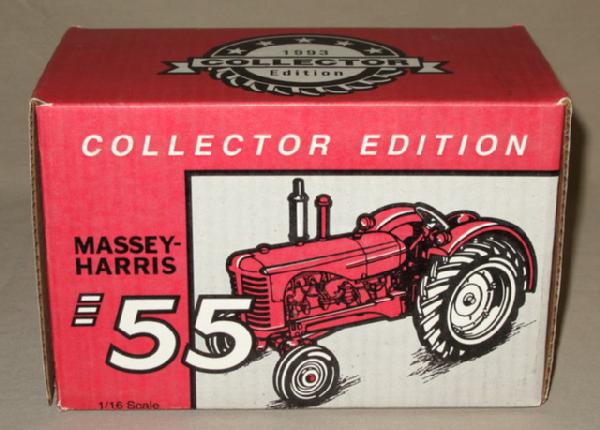 1993
COLLECTOR
Edition
COLLECTOR EDITION
MASSEY-
HARRIS
55
1/16 Scale